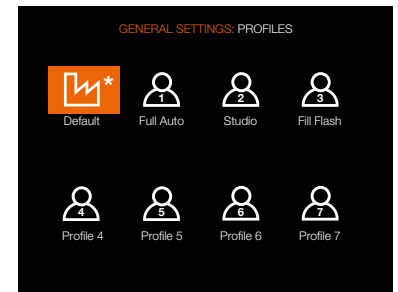 GENERAL SETTINGS: PROFILES
*
1 2 3
Default Full Auto Studio Fill Flash
4 5 6 7
Profile 4 Profile 5 Profile 6 Profile 7